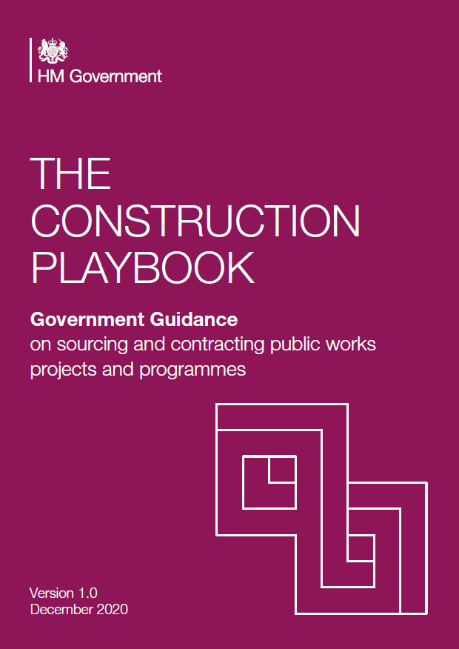 HM Government
THE
CONSTRUCTION
PLAYBOOK
Government Guidance
on sourcing and contracting public works
projects and programmes
Version 1.0
December 2020